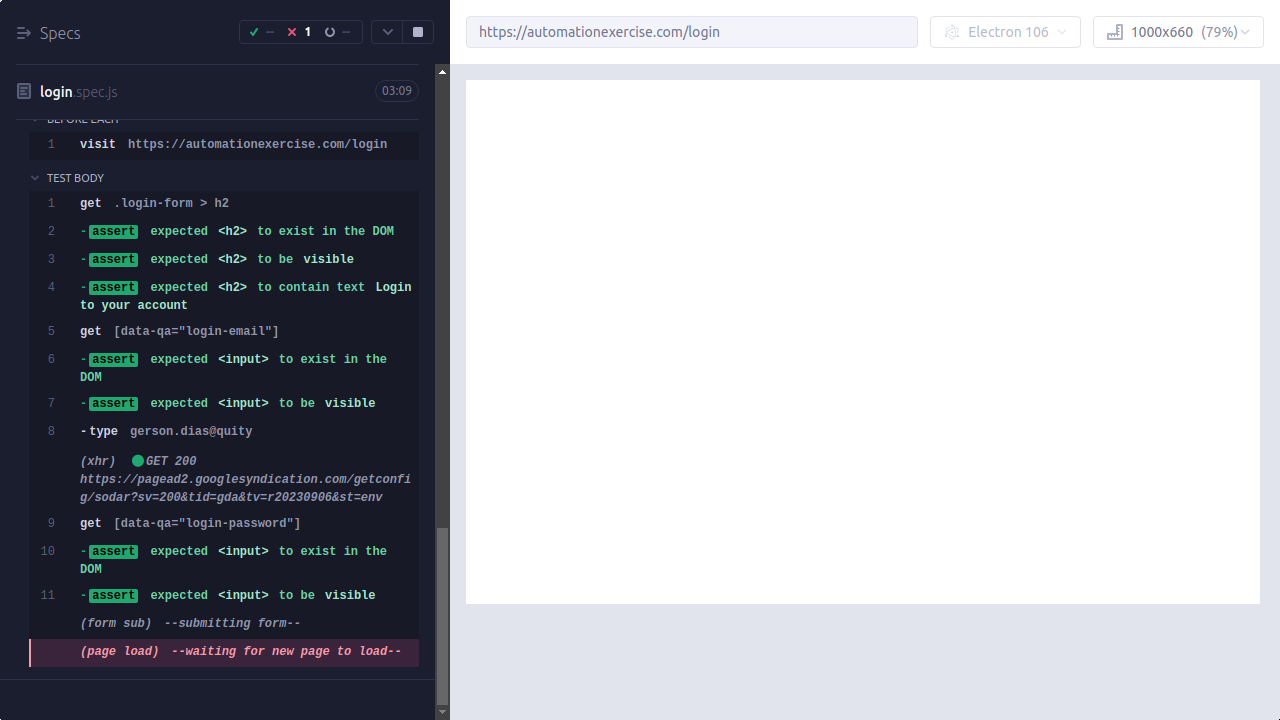 Specs
-- 1 --
https://automationexercise.com/login
Electron 106
1000x660 (79%)
login.spec.js
03:09
BEFORE EACH
1 visit https://automationexercise.com/login
TEST BODY
1 get .login-form > h2
2 -assert expected <h2> to exist in the DOM
3 -assert expected <h2> to be visible
4 -assert expected <h2> to contain text Login
to your account
5 get [data-qa="login-email"]
6 -assert expected <input> to exist in the
DOM
7 -assert expected <input> to be visible
8 -type gerson.dias@quity
(xhr) GET 200
https://pagead2.googlesyndication.com/getconfi
g/sodar?sv=200&tid=gda&tv=r20230906&st=env
9 get [data-qa="login-password"]
10 -assert expected <input> to exist in the
DOM
11 -assert expected <input> to be visible
(form sub) --submitting form--
(page load) --waiting for new page to load--